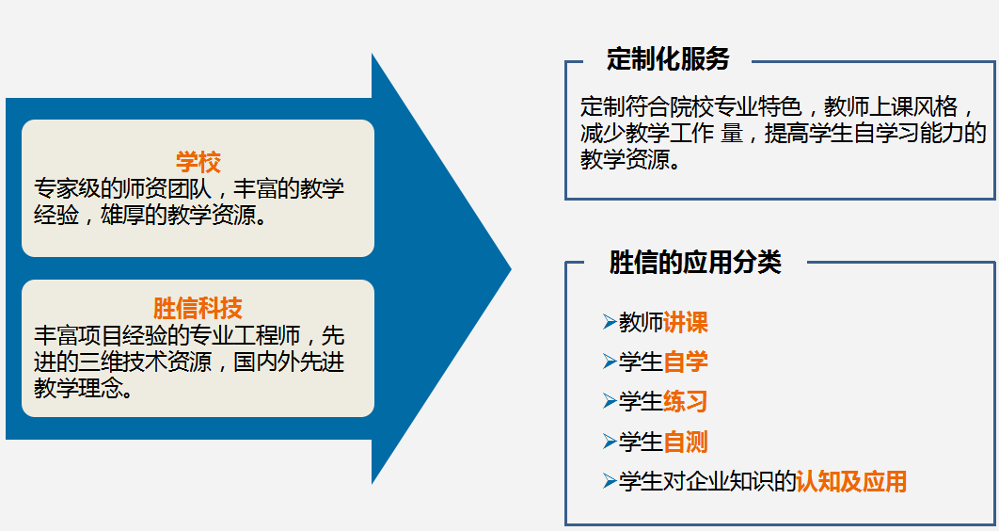 学校
专家级的师资团队，丰富的教学
经验，雄厚的教学资源。
胜信科技
丰富项目经验的专业工程师，先
进的三维技术资源，国内外先进
教学理念。
定制化服务
定制符合院校专业特色，教师上课风格，
减少教学工作 量，提高学生自学习能力的
教学资源。
胜信的应用分类
➢教师讲课
➢学生自学
➢学生练习
➢学生自测
➢学生对企业知识的认知及应用